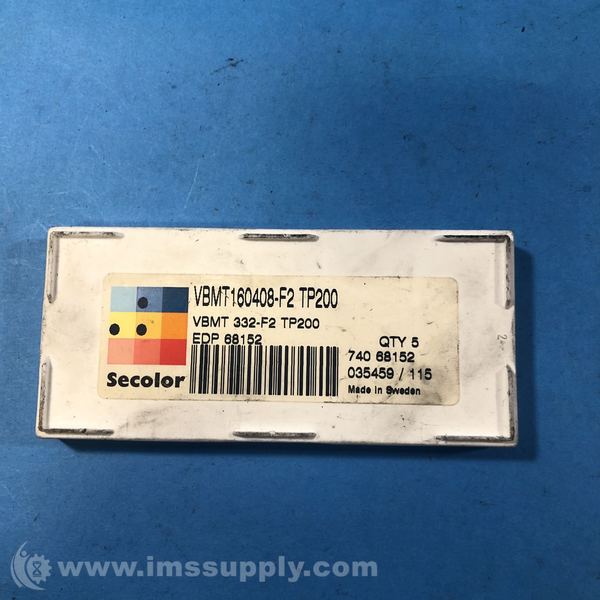 VBMT160408-F2 TP200
VBMT 332-F2 TP200
EDP 68152
QTY 5
740 68152
035459 / 115
Made in Sweden
Secolor
www.imssupply.com